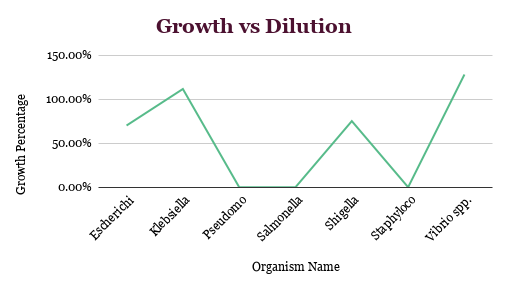 Growth vs Dilution
150.00%
100.00%
50.00%
0.00%
Growth Percentage
Escherichi
Klebsiella
Pseudomo
Salmonella
Shigella
Staphyloco
Vibrio spp.
Organism Name